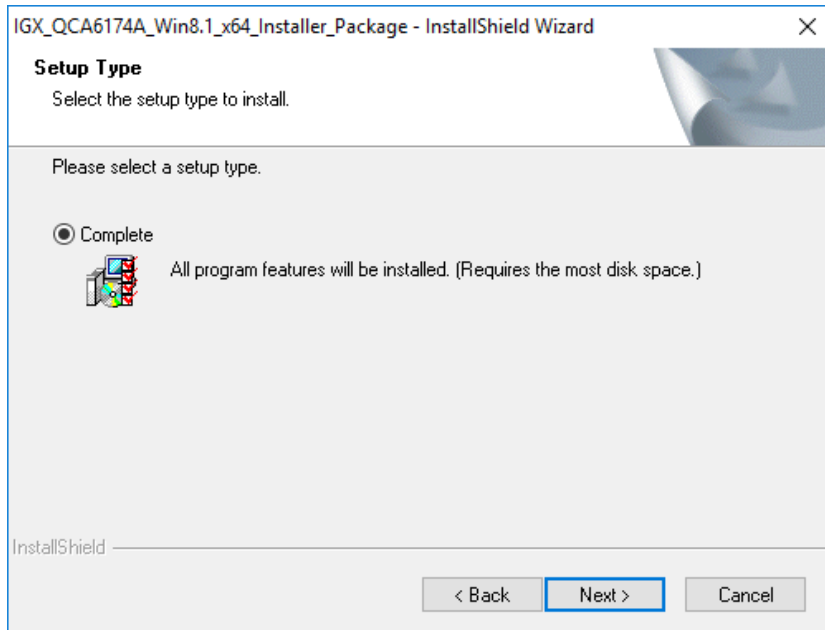 IGX_QCA6174A_Win8.1_x64_Installer_Package - InstallShield Wizard
Setup Type
Select the setup type to install.
Please select a setup type.
Complete
All program features will be installed. (Requires the most disk space.)
InstallShield
< Back
Next >
Cancel